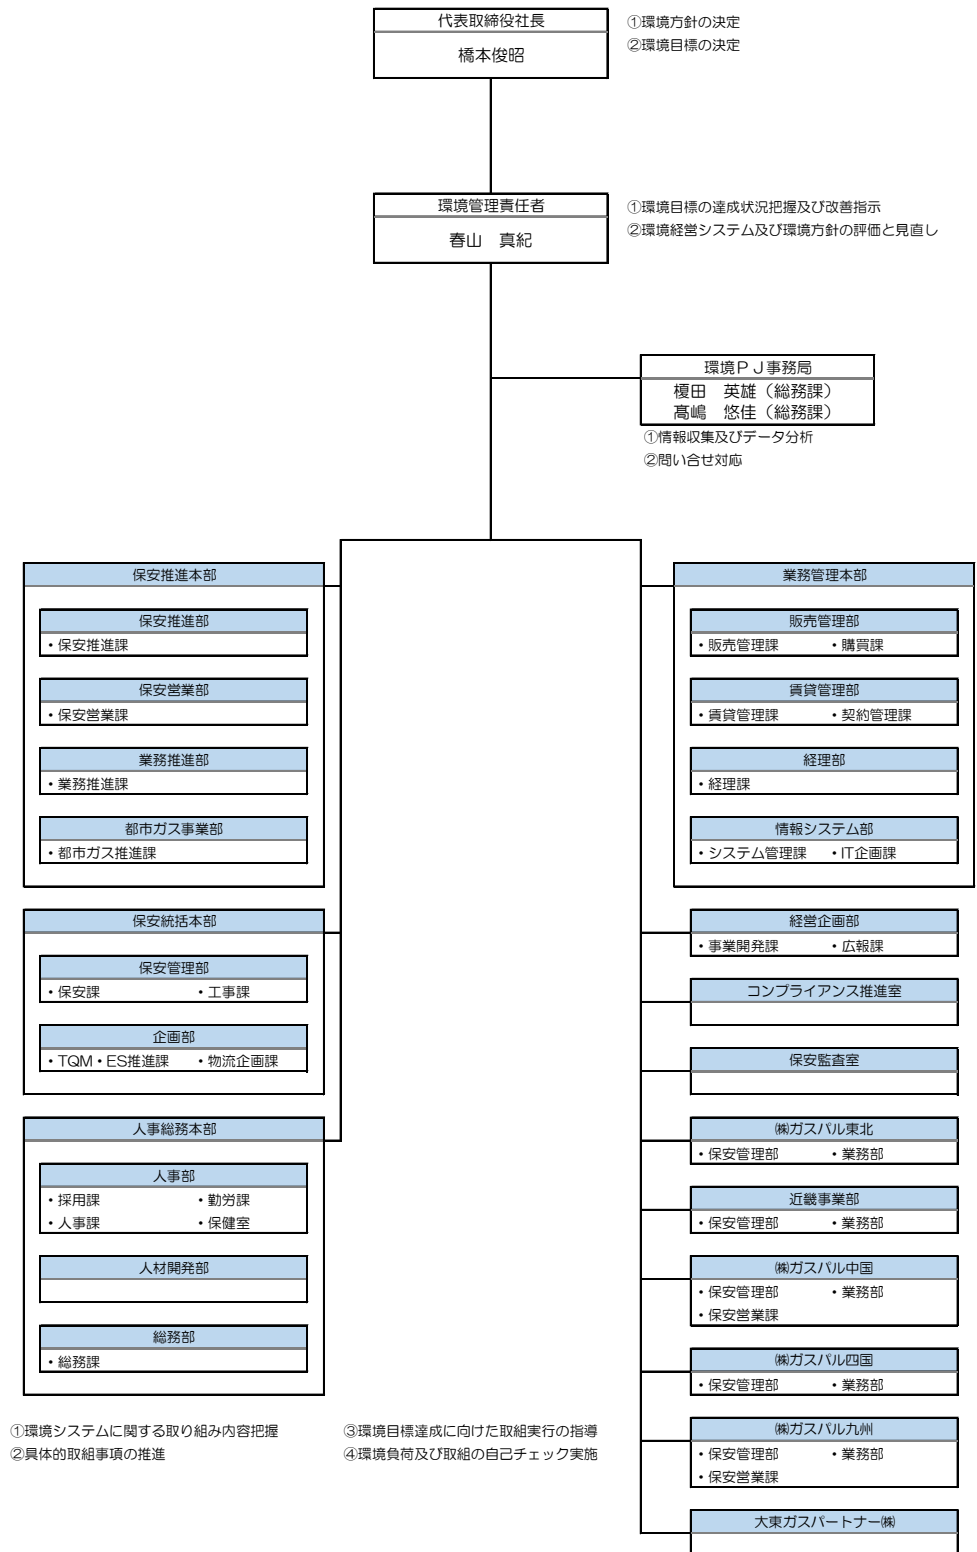 代表取締役社長
橋本俊昭
①環境方針の決定
②環境目標の決定
環境管理責任者
春山　真紀
①環境目標の達成状況把握及び改善指示
②環境経営システム及び環境方針の評価と見直し
環境ＰＪ事務局
榎田　英雄（総務課）
髙嶋　悠佳（総務課）
①情報収集及びデータ分析
②問い合せ対応
保安推進本部
保安推進部
・保安推進課
保安営業部
・保安営業課
業務推進部
・業務推進課
都市ガス事業部
・都市ガス推進課
保安統括本部
保安管理部
・保安課　・工事課
企画部
・TQM・ES推進課　・物流企画課
人事総務本部
人事部
・採用課　・勤労課
・人事課　・保健室
人材開発部
総務部
・総務課
業務管理本部
販売管理部
・販売管理課　・購買課
賃貸管理部
・賃貸管理課　・契約管理課
経理部
・経理課
情報システム部
・システム管理課　・IT企画課
経営企画部
・事業開発課　・広報課
コンプライアンス推進室
保安監査室
㈱ガスパル東北
・保安管理部　・業務部
近畿事業部
・保安管理部　・業務部
㈱ガスパル中国
・保安管理部　・業務部
・保安営業課
㈱ガスパル四国
・保安管理部　・業務部
㈱ガスパル九州
・保安管理部　・業務部
・保安営業課
大東ガスパートナー㈱
①環境システムに関する取り組み内容把握
②具体的取組事項の推進
③環境目標達成に向けた取組実行の指導
④環境負荷及び取組の自己チェック実施